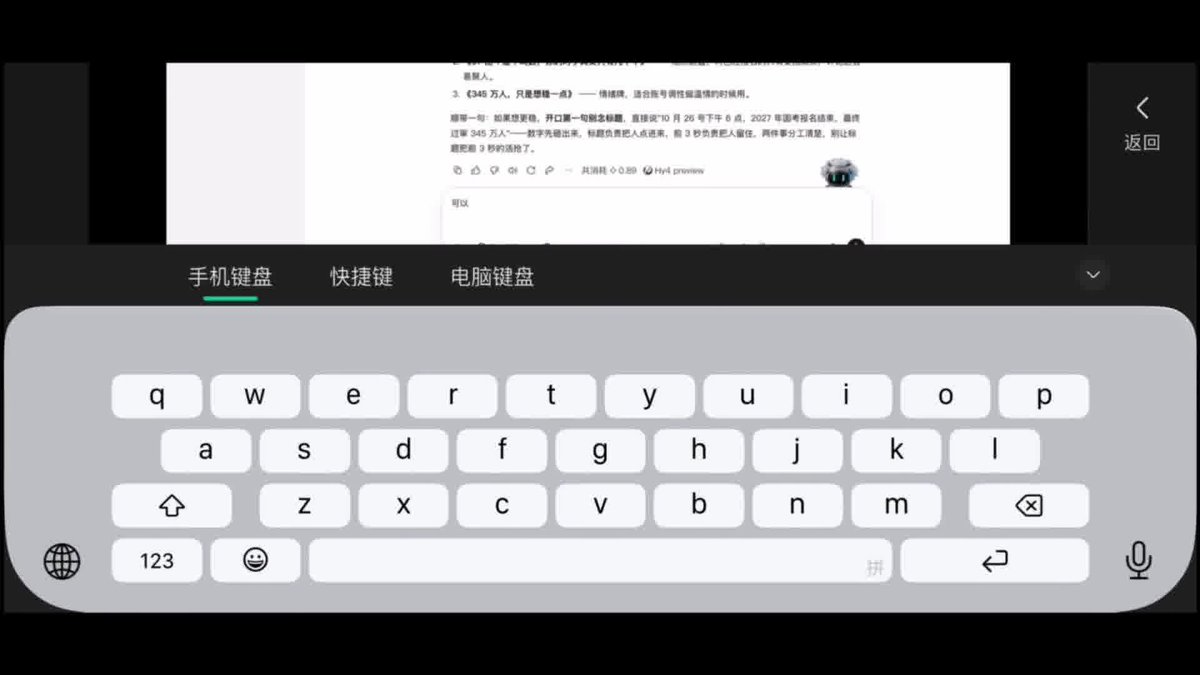 易展人。
3. 《345 万人，只是想稳一点》 —— 情绪牌，适合账号调性偏温情的时候用。
顺带一句：如果想更稳，开口第一句别念标题，直接说"10 月 26 号下午 6 点，2027 年国考报名结束，最终
过审 345 万人"——数字先砸出来，标题负责把人点进来，前 3 秒负责把人留住，两件事分工清楚，别让标
题把前 3 秒的活抢了。
共消耗 0.89 Hy4 preview
可以
返回
手机键盘 快捷键 电脑键盘
q w e r t y u i o p
a s d f g h j k l
z x c v b n m
123 拼